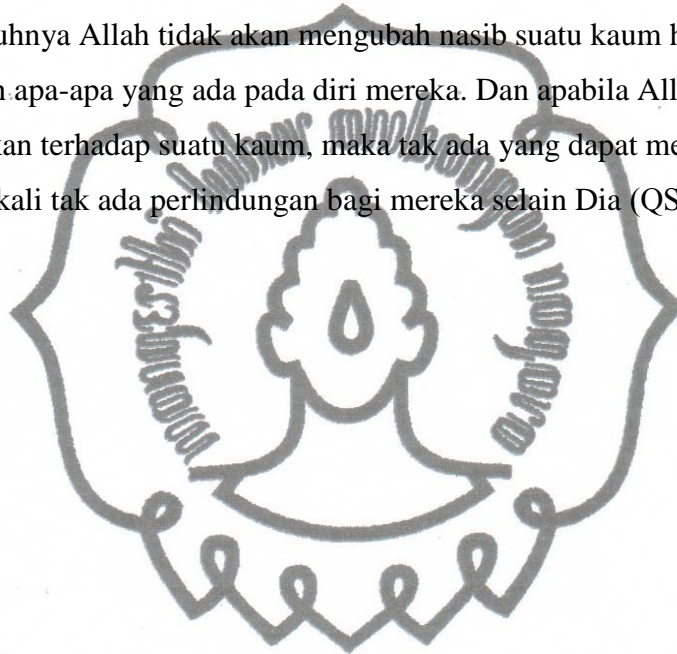 uhnya Allah tidak akan mengubah nasib suatu kaum h
n apa-apa yang ada pada diri mereka. Dan apabila All
kan terhadap suatu kaum, maka tak ada yang dapat me
kali tak ada perlindungan bagi mereka selain Dia (QS